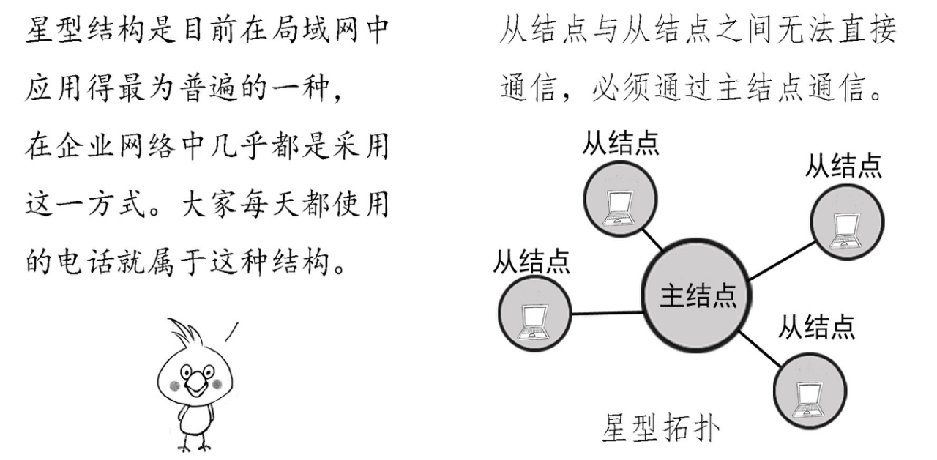 星型结构是目前在局域网中
应用得最为普遍的一种，
在企业网络中几乎都是采用
这一方式。大家每天都使用
的电话就属于这种结构。
从结点与从结点之间无法直接
通信，必须通过主结点通信。
从结点
从结点
从结点
主结点
从结点
星型拓扑